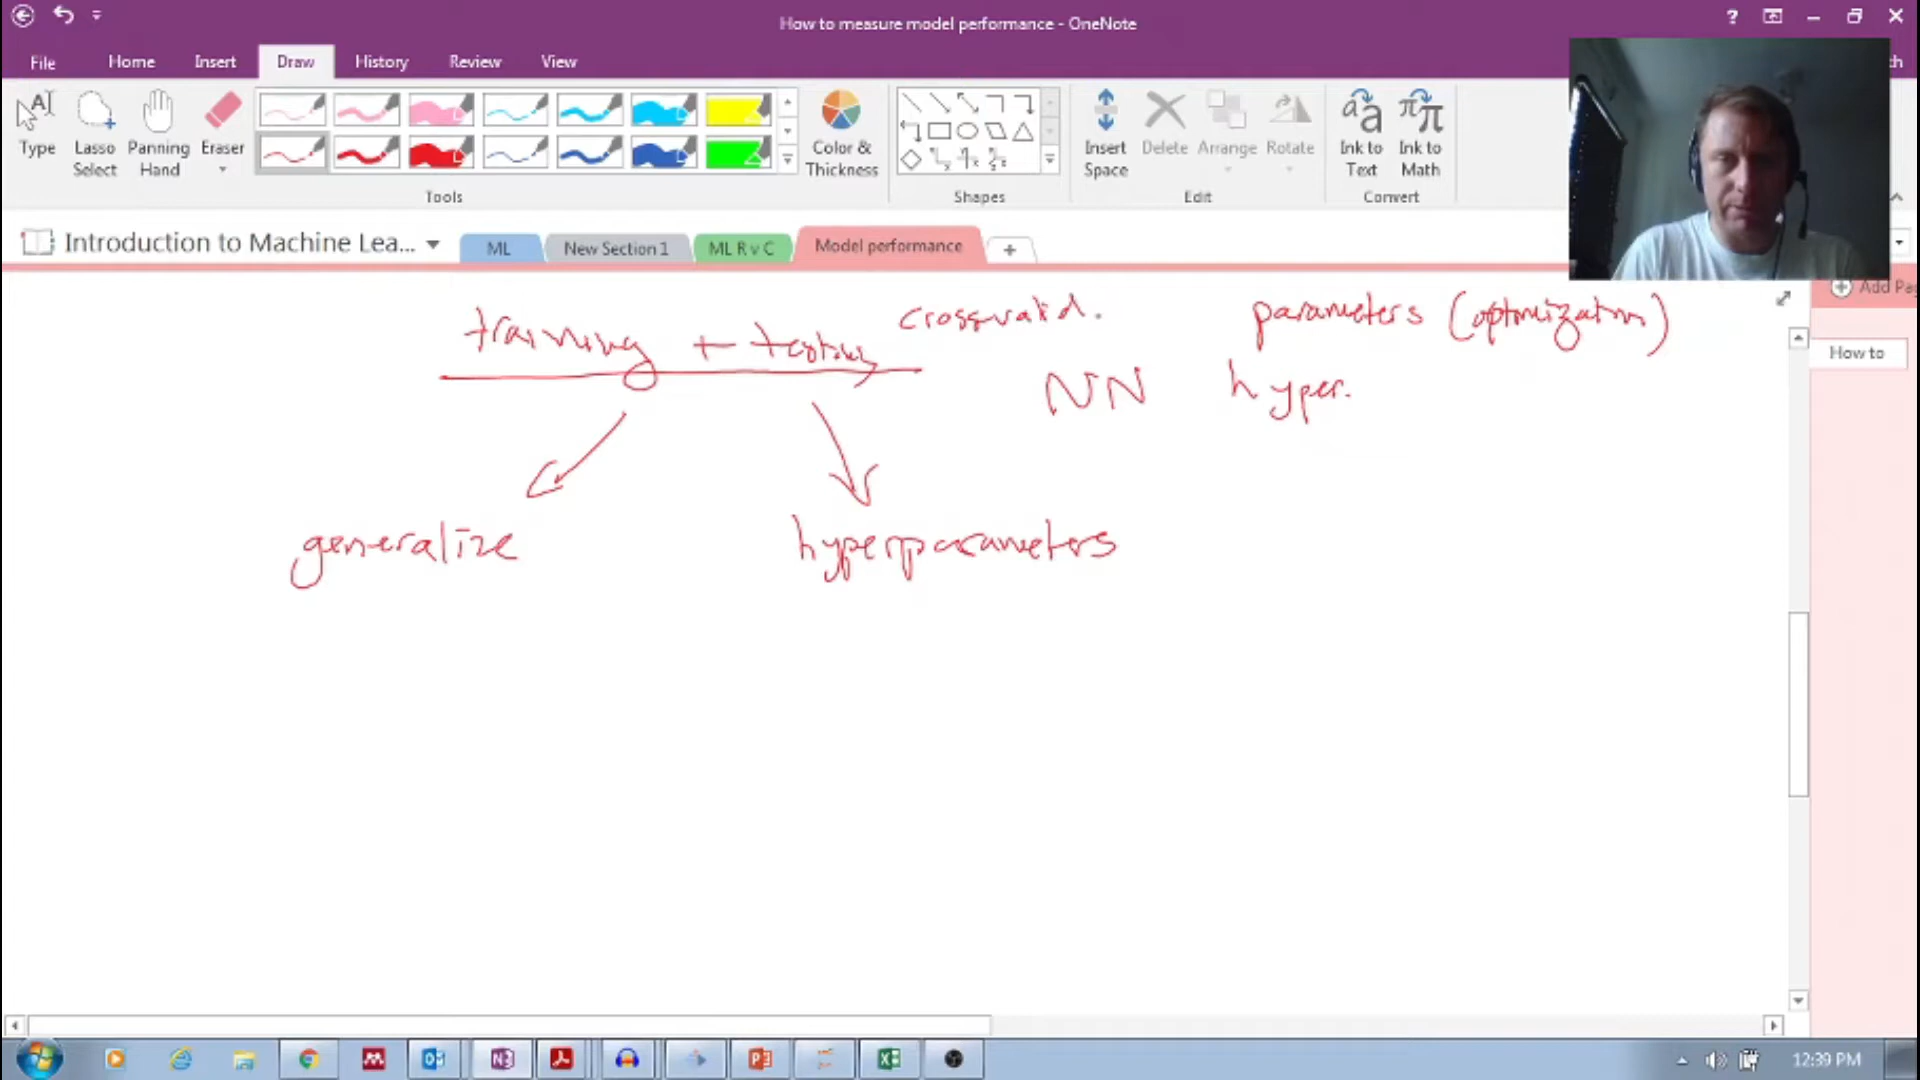 How to measure model performance - OneNote
?
File Home Insert Draw History Review View
Type
Lasso Select
Panning Hand
Eraser
Color & Thickness
Insert Space
Delete
Arrange
Rotate
Ink to Text
Ink to Math
Tools
Shapes
Edit
Convert
Introduction to Machine Lea...
ML
New Section 1
ML R v C
Model performance
+
Add Pag
How to
training + testing
crossvalid.
parameters (optimization)
NN
hyper.
generalize
hyperparameters
12:39 PM